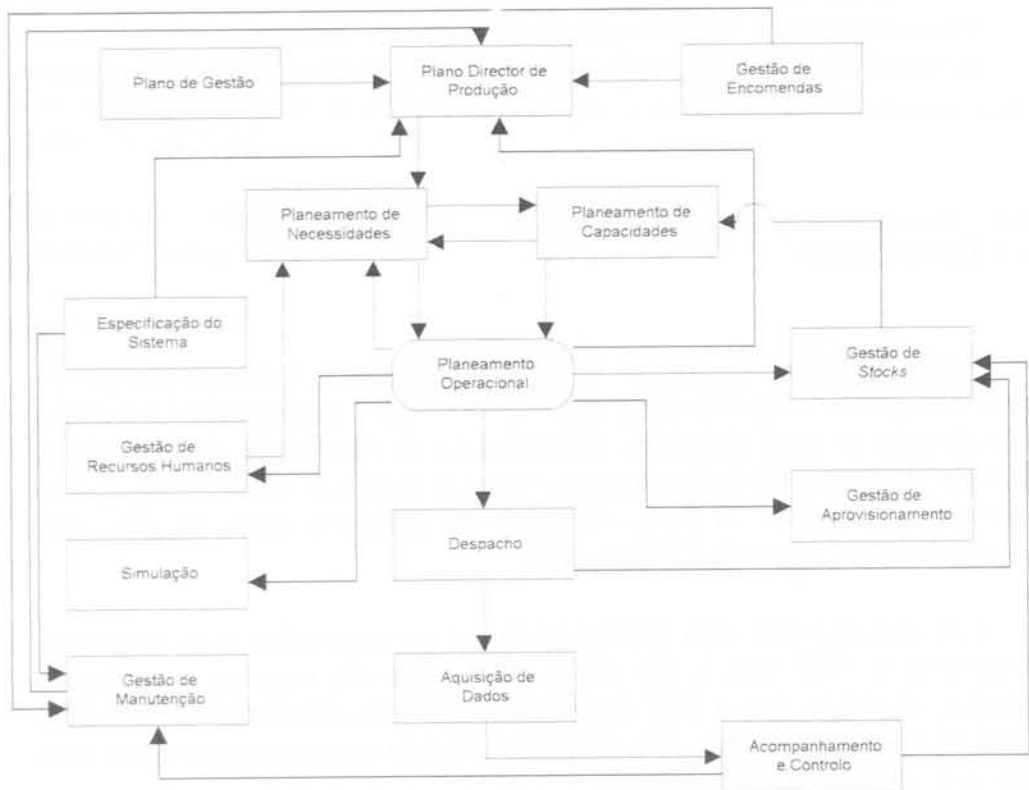 Plano de Gestão
Plano Director de
Produção
Gestão de
Encomendas
Planeamento de
Necessidades
Planeamento de
Capacidades
Especificação do
Sistema
Planeamento
Operacional
Gestão de
Stocks
Gestão de
Recursos Humanos
Gestão de
Aprovisionamento
Despacho
Simulação
Gestão de
Manutenção
Aquisição de
Dados
Acompanhamento
e Controlo